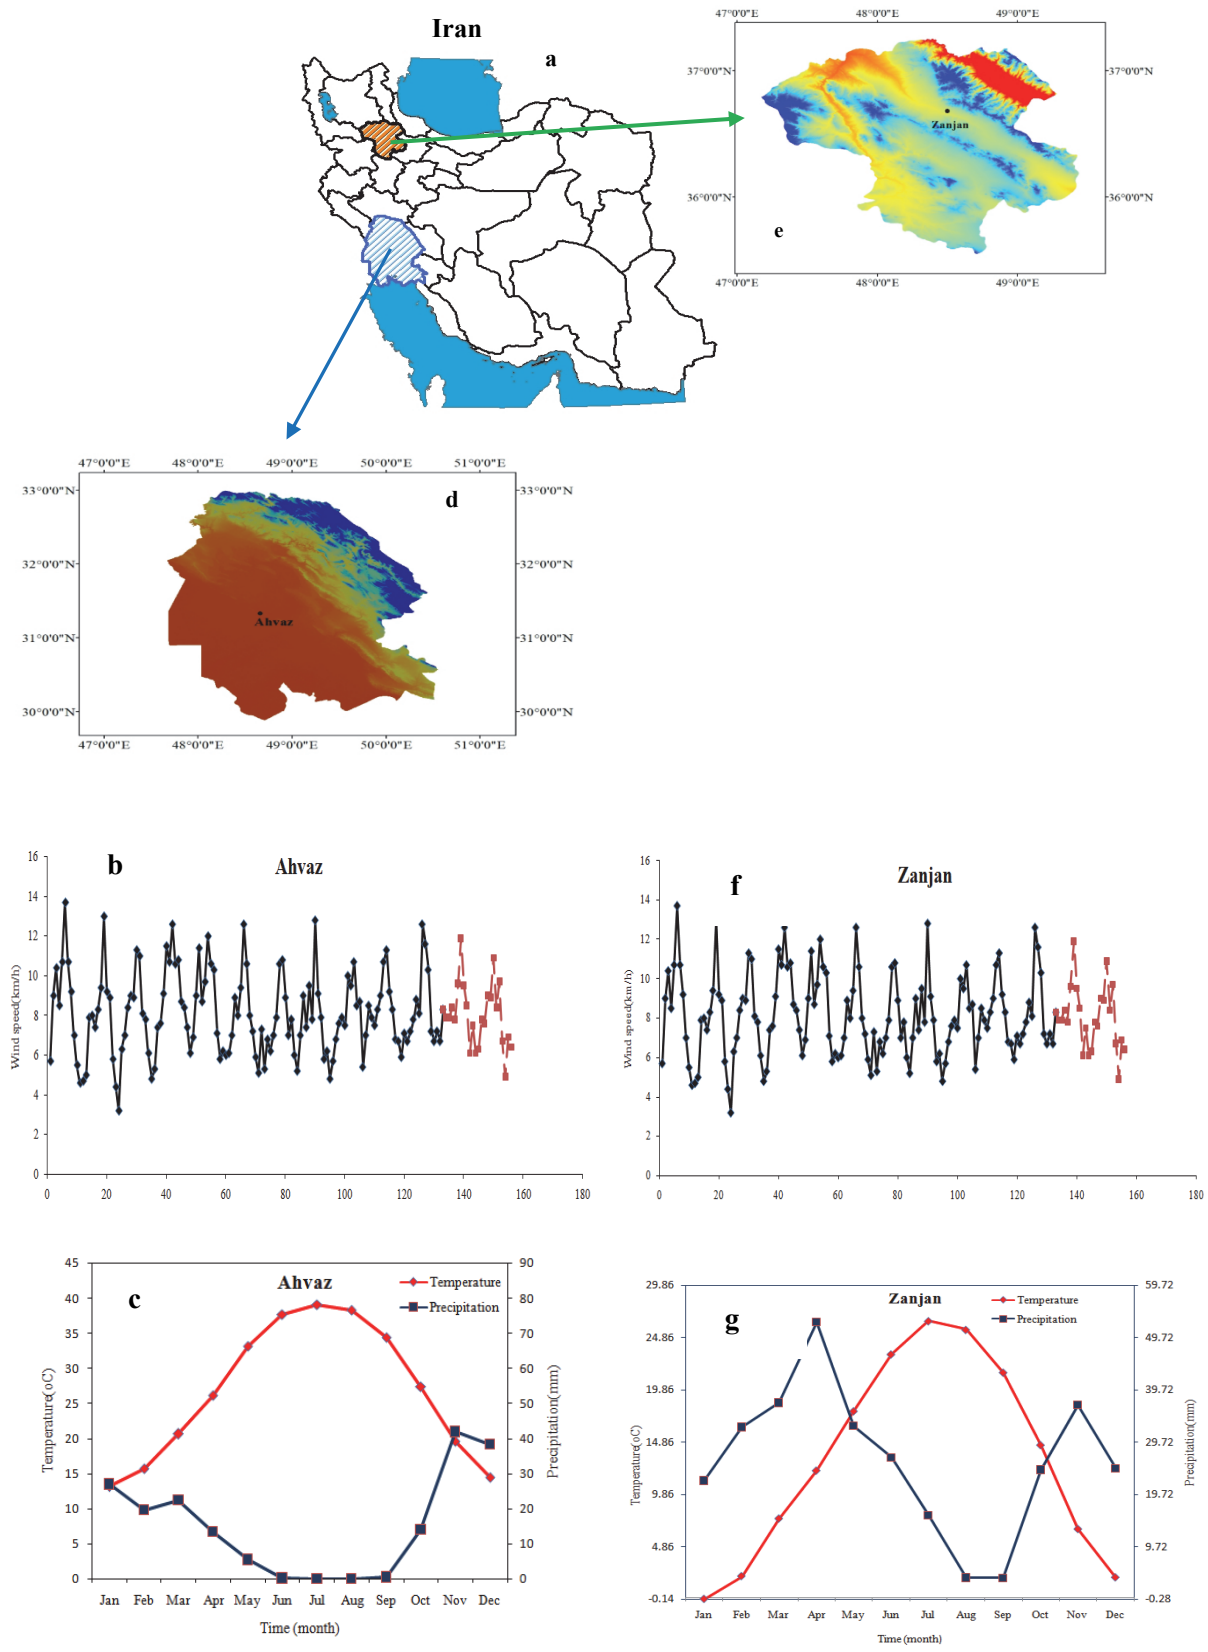 Iran
a
47°0'0"E 48°0'0"E 49°0'0"E
37°0'0"N 37°0'0"N
Zanjan
36°0'0"N 36°0'0"N
e
47°0'0"E 48°0'0"E 49°0'0"E
47°0'0"E 48°0'0"E 49°0'0"E 50°0'0"E 51°0'0"E
33°0'0"N 33°0'0"N
d
32°0'0"N 32°0'0"N
Ahvaz
31°0'0"N 31°0'0"N
30°0'0"N 30°0'0"N
47°0'0"E 48°0'0"E 49°0'0"E 50°0'0"E 51°0'0"E
b
Ahvaz
Wind speed(km/h)
16
14
12
10
8
6
4
2
0
0 20 40 60 80 100 120 140 160 180
f
Zanjan
Wind speed(km/h)
16
14
12
10
8
6
4
2
0
0 20 40 60 80 100 120 140 160 180
c
Ahvaz
Temperature
Precipitation
Temperature(oC)
45
40
35
30
25
20
15
10
5
0
Precipitation(mm)
90
80
70
60
50
40
30
20
10
0
Jan Feb Mar Apr May Jun Jul Aug Sep Oct Nov Dec
Time (month)
g
Zanjan
Temperature
Precipitation
Temperature(oC)
29.86
24.86
19.86
14.86
9.86
4.86
-0.14
Precipitation(mm)
59.72
49.72
39.72
29.72
19.72
9.72
-0.28
Jan Feb Mar Apr May Jun Jul Aug Sep Oct Nov Dec
Time (month)